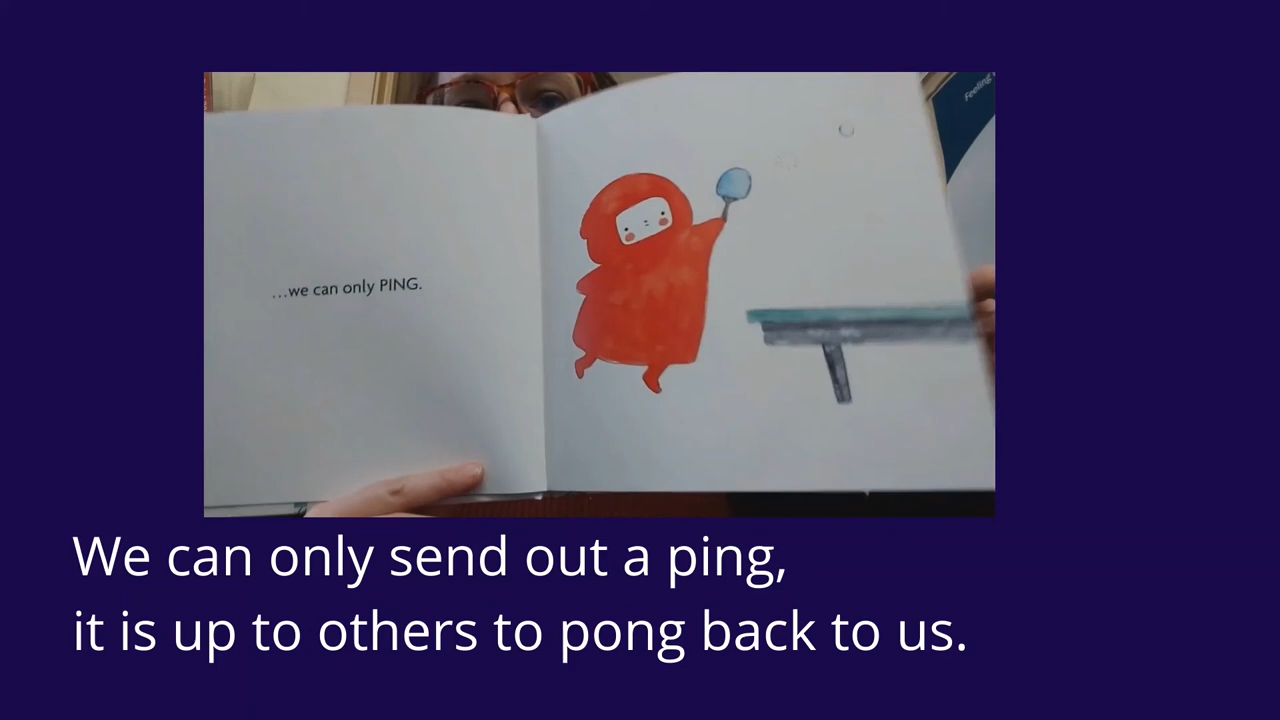 Feeling
...we can only PING.
We can only send out a ping,
it is up to others to pong back to us.